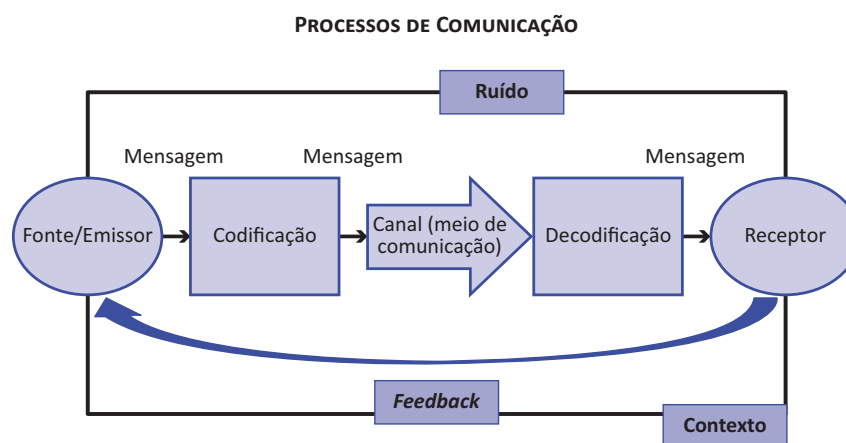 PROCESSOS DE COMUNICAÇÃO
Ruído
Mensagem
Mensagem
Mensagem
Fonte/Emissor
Codificação
Canal (meio de
comunicação)
Decodificação
Receptor
Feedback
Contexto